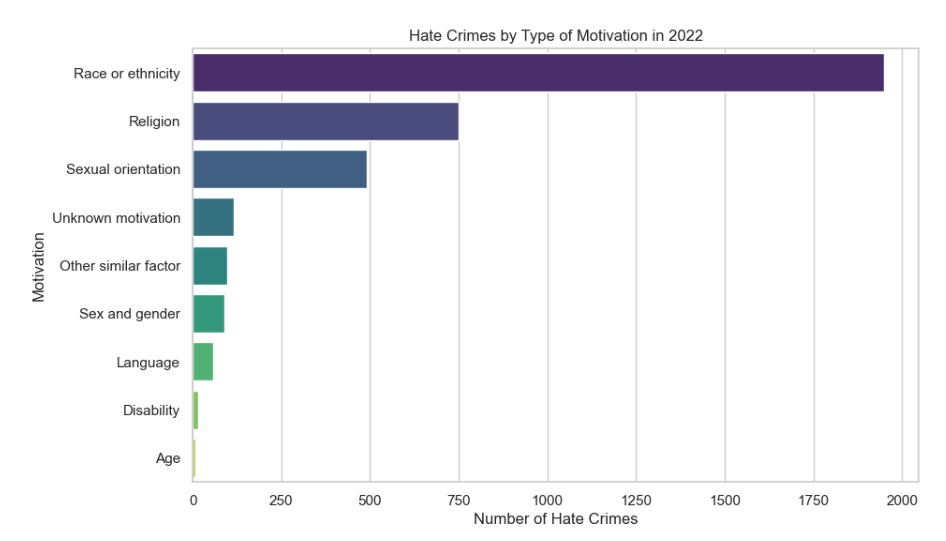 Hate Crimes by Type of Motivation in 2022
Race or ethnicity
Religion
Sexual orientation
Unknown motivation
Other similar factor
Sex and gender
Language
Disability
Age
Motivation
0 250 500 750 1000 1250 1500 1750 2000
Number of Hate Crimes